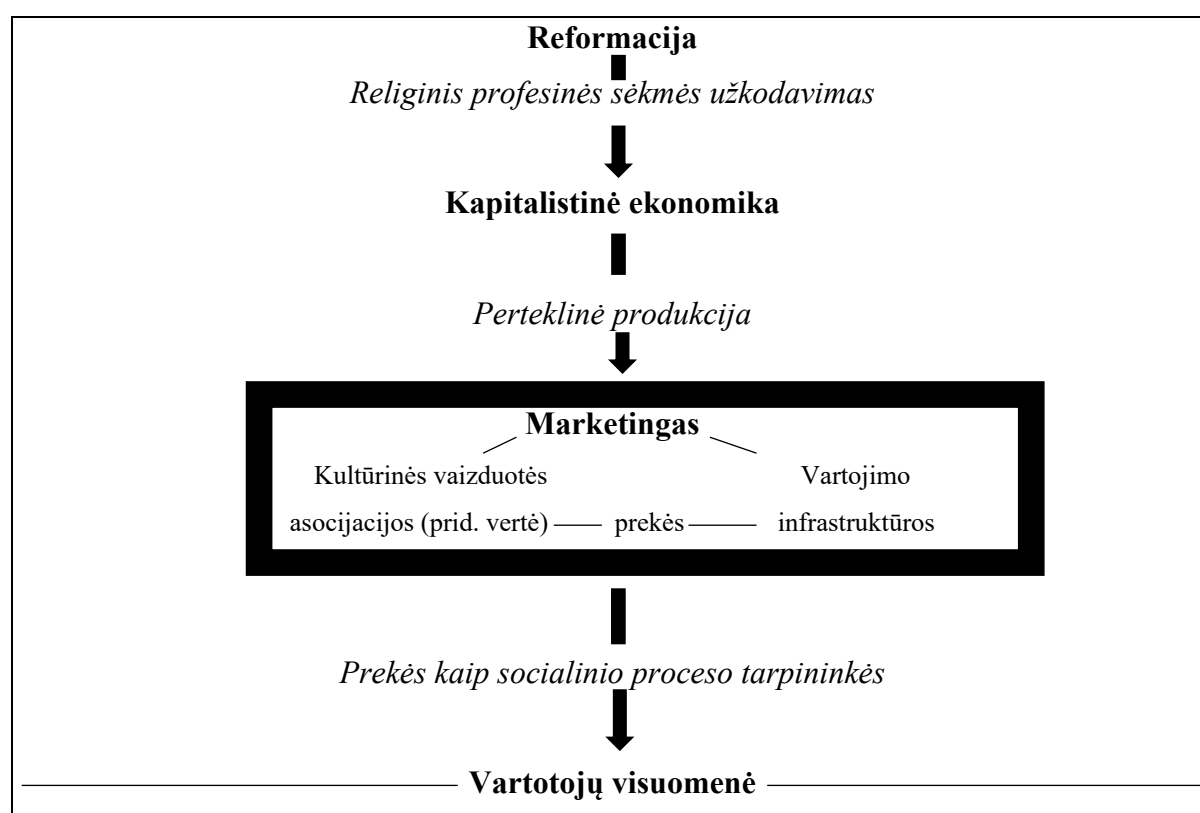 Reformacija
Religinis profesinės sėkmės užkodavimas
Kapitalistinė ekonomika
Perteklinė produkcija
Marketingas
Kultūrinės vaizduotės Vartojimo
asocijacijos (prid. vertė) prekės infrastruktūros
Prekės kaip socialinio proceso tarpininkės
Vartotojų visuomenė